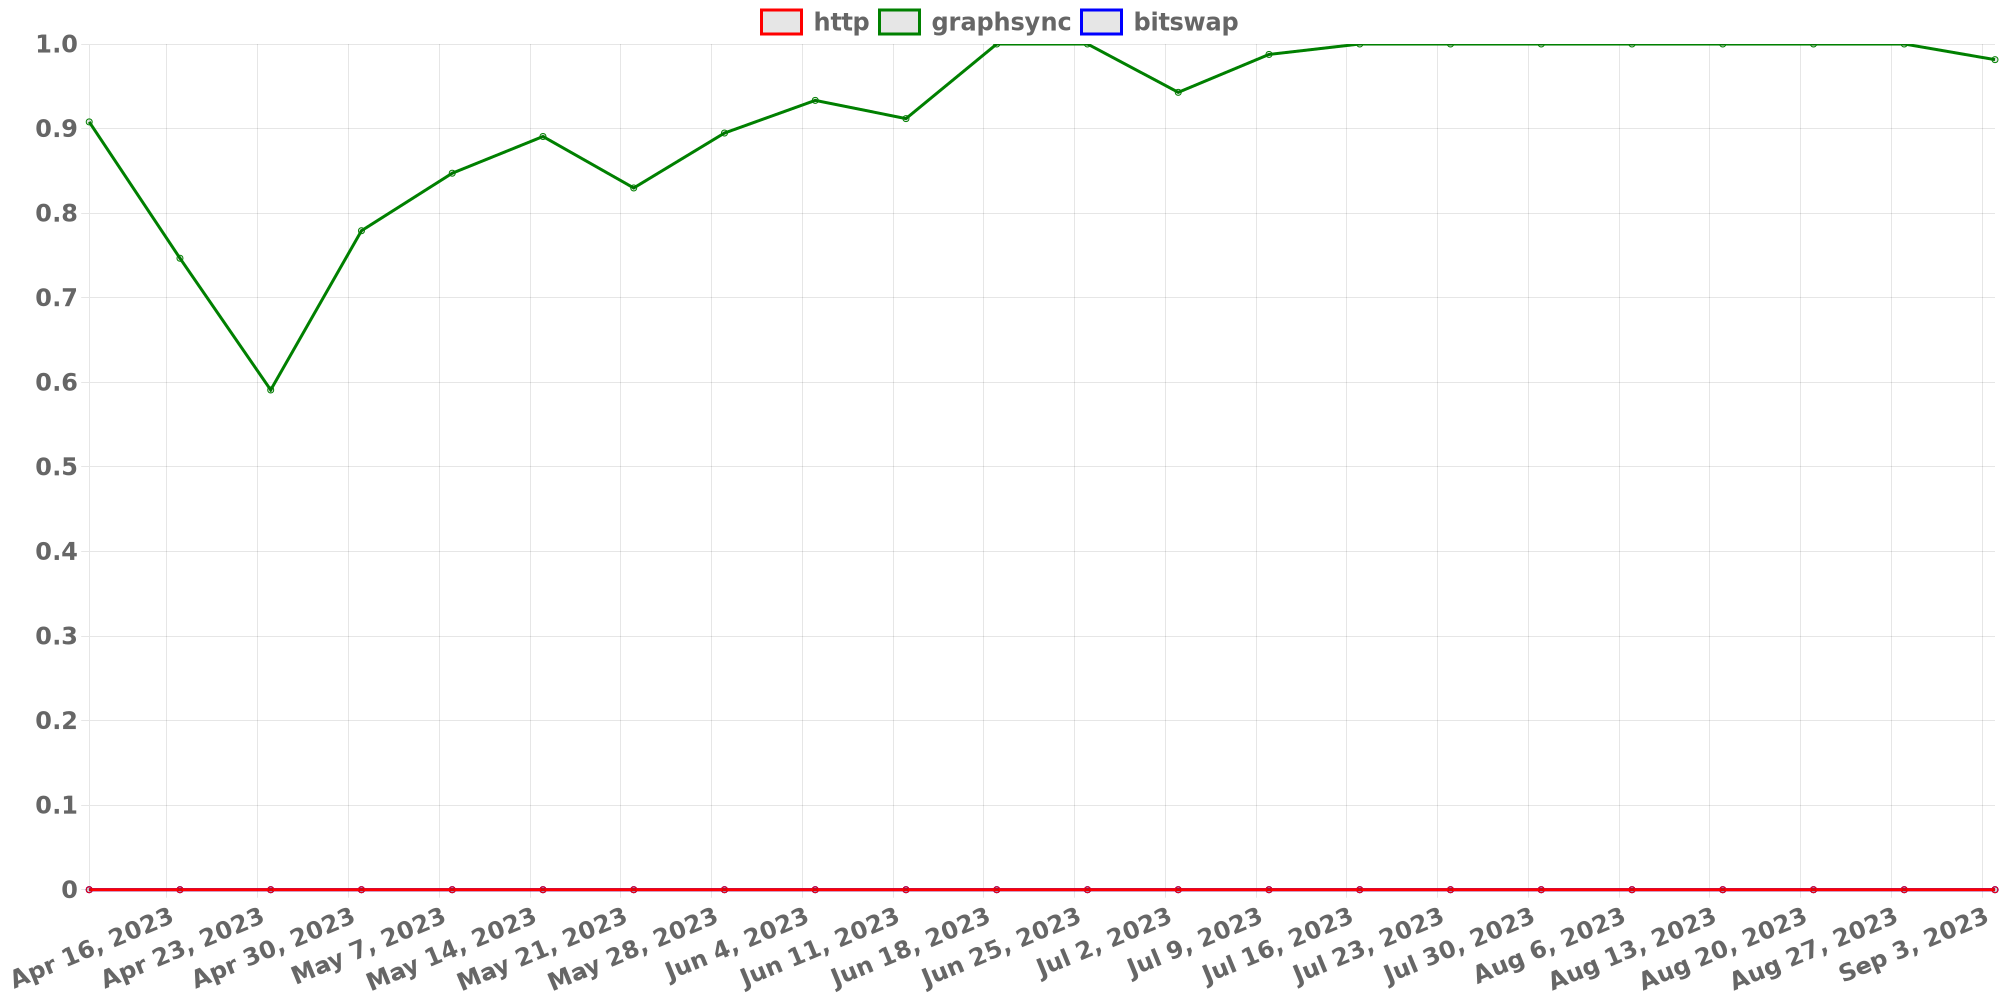 http graphsync bitswap
1.0
0.9
0.8
0.7
0.6
0.5
0.4
0.3
0.2
0.1
0
Apr 16, 2023
Apr 23, 2023
Apr 30, 2023
May 7, 2023
May 14, 2023
May 21, 2023
May 28, 2023
Jun 4, 2023
Jun 11, 2023
Jun 18, 2023
Jun 25, 2023
Jul 2, 2023
Jul 9, 2023
Jul 16, 2023
Jul 23, 2023
Jul 30, 2023
Aug 6, 2023
Aug 13, 2023
Aug 20, 2023
Aug 27, 2023
Sep 3, 2023